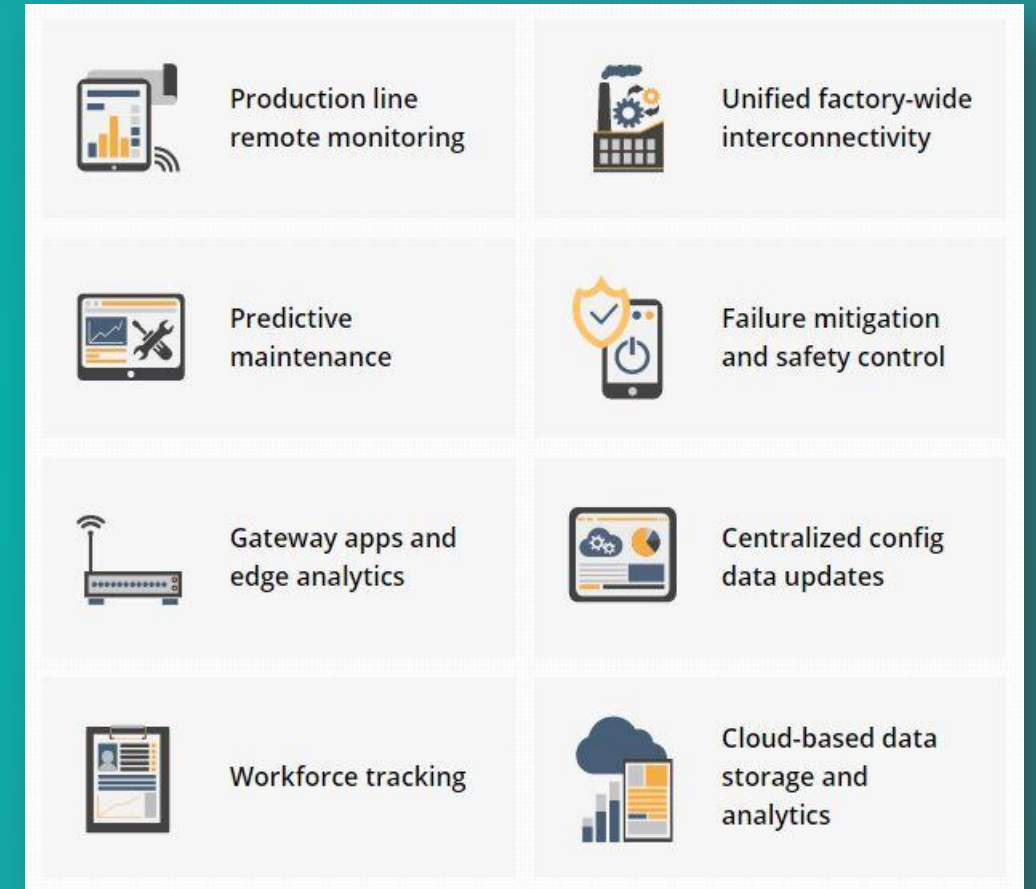 Production line
remote monitoring
Unified factory-wide
interconnectivity
Predictive
maintenance
Failure mitigation
and safety control
Gateway apps and
edge analytics
Centralized config
data updates
Workforce tracking
Cloud-based data
storage and
analytics